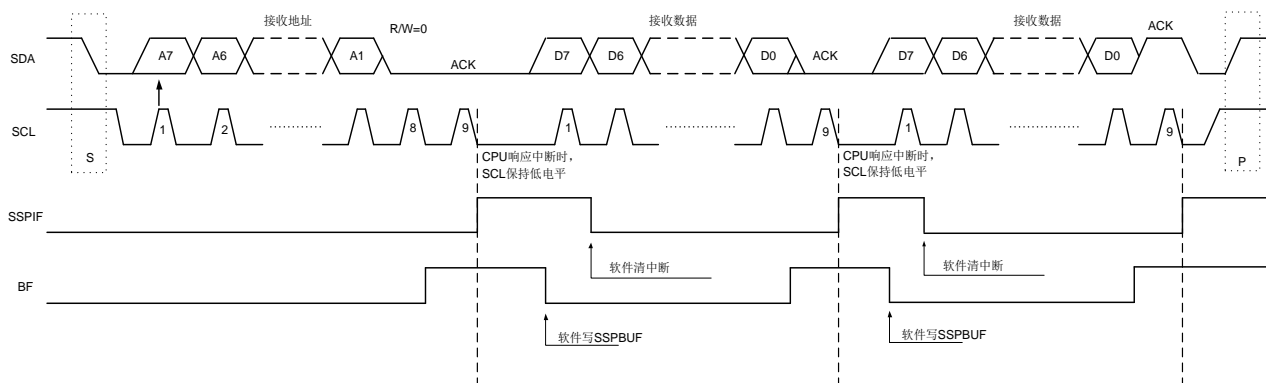 接收地址 R/W=0 接收数据 接收数据 ACK
SDA A7 A6 A1 ACK D7 D6 D0 ACK D7 D6 D0
SCL 1 2 ············ 8 9 1 ············ 9 1 ············ 9
S CPU响应中断时, CPU响应中断时, P
SCL保持低电平 SCL保持低电平
SSPIF
软件清中断 软件清中断
BF
软件写SSPBUF 软件写SSPBUF